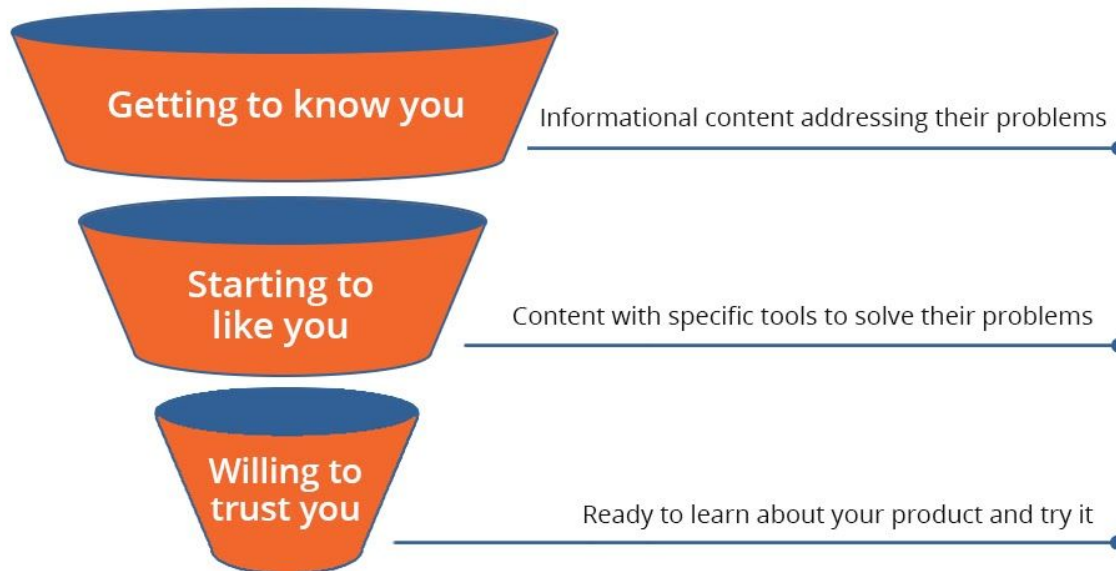 Getting to know you
Informational content addressing their problems
Starting to
like you
Content with specific tools to solve their problems
Willing to
trust you
Ready to learn about your product and try it